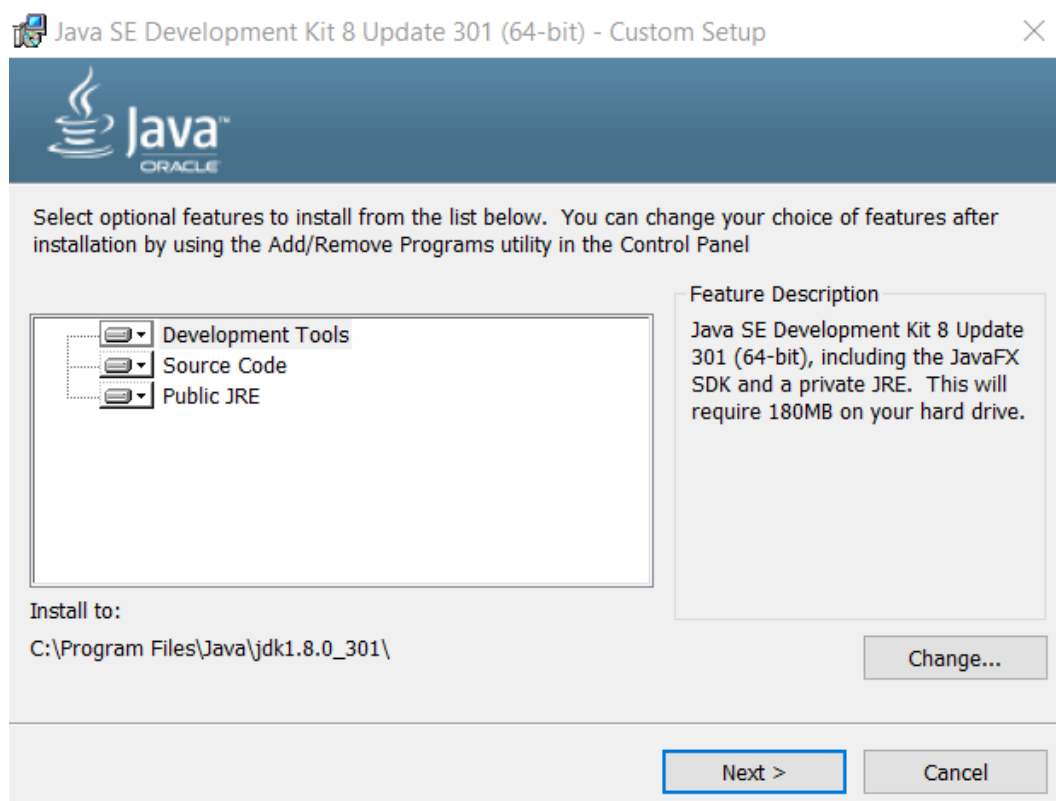 Java SE Development Kit 8 Update 301 (64-bit) - Custom Setup
Java™
ORACLE
Select optional features to install from the list below.  You can change your choice of features after
installation by using the Add/Remove Programs utility in the Control Panel
Development Tools
Source Code
Public JRE
Feature Description
Java SE Development Kit 8 Update
301 (64-bit), including the JavaFX
SDK and a private JRE.  This will
require 180MB on your hard drive.
Install to:
C:\Program Files\Java\jdk1.8.0_301\
Change...
Next >
Cancel